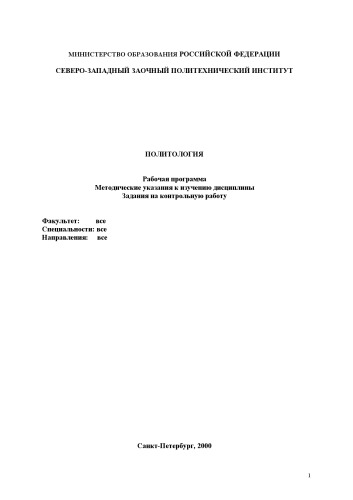 МИНИСТЕРСТВО ОБРАЗОВАНИЯ РОССИЙСКОЙ ФЕДЕРАЦИИ
СЕВЕРО-ЗАПАДНЫЙ ЗАОЧНЫЙ ПОЛИТЕХНИЧЕСКИЙ ИНСТИТУТ
ПОЛИТОЛОГИЯ
Рабочая программа
Методические указания к изучению дисциплины
Задания на контрольную работу
Факультет: все
Специальности: все
Направления: все
Санкт-Петербург, 2000
1